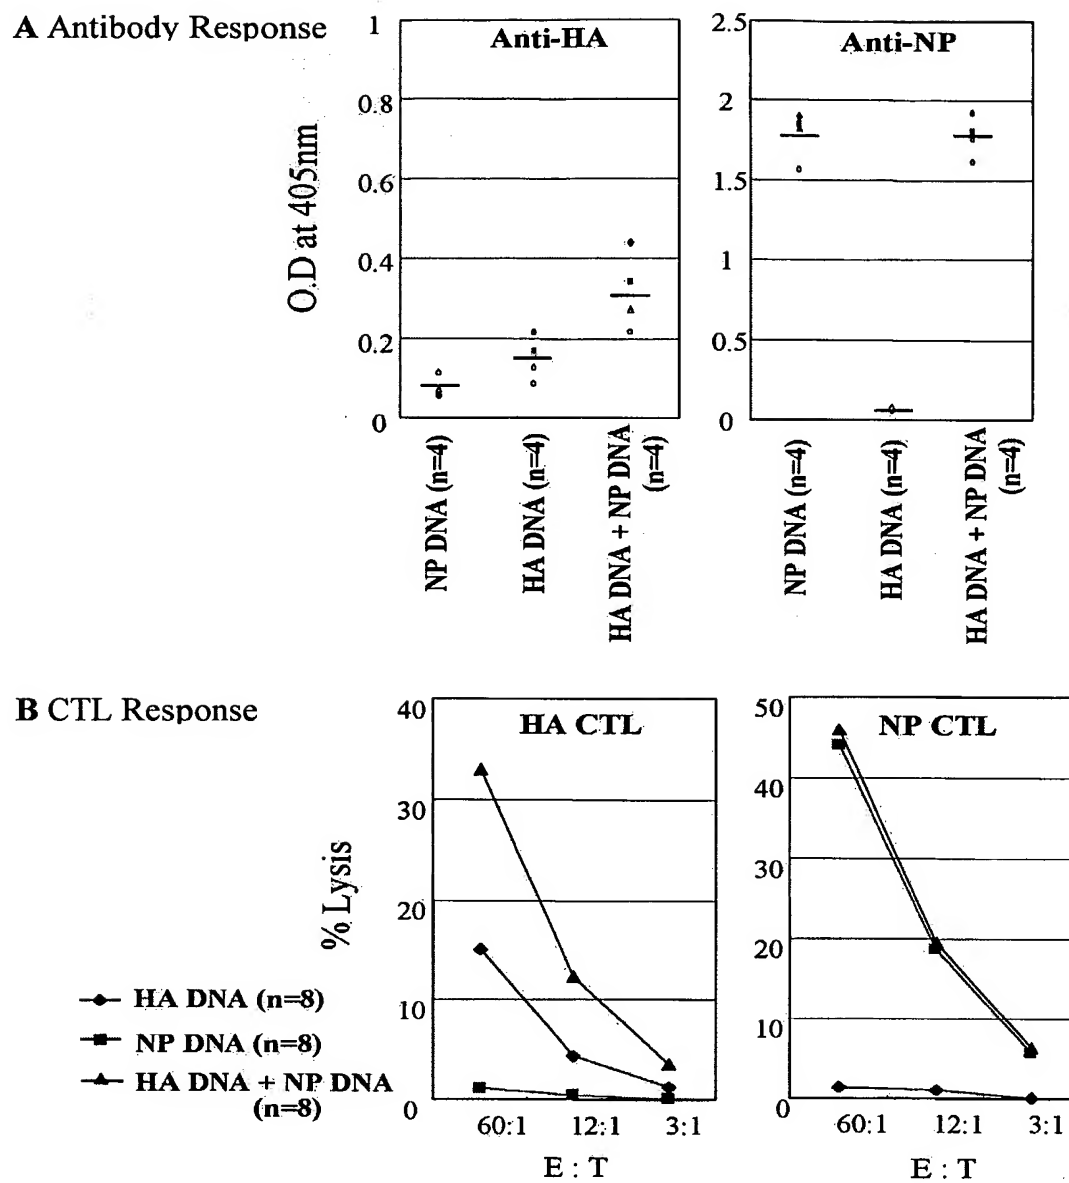 A Antibody Response
Anti-HA
Anti-NP
O.D at 405nm
1
0.8
0.6
0.4
0.2
0
2.5
2
1.5
1
0.5
0
NP DNA (n=4)
HA DNA (n=4)
HA DNA + NP DNA
(n=4)
NP DNA (n=4)
HA DNA (n=4)
HA DNA + NP DNA
(n=4)
B CTL Response
HA CTL
NP CTL
% Lysis
40
30
20
10
0
50
40
30
20
10
0
HA DNA (n=8)
NP DNA (n=8)
HA DNA + NP DNA
(n=8)
60:1 12:1 3:1
E : T
60:1 12:1 3:1
E : T